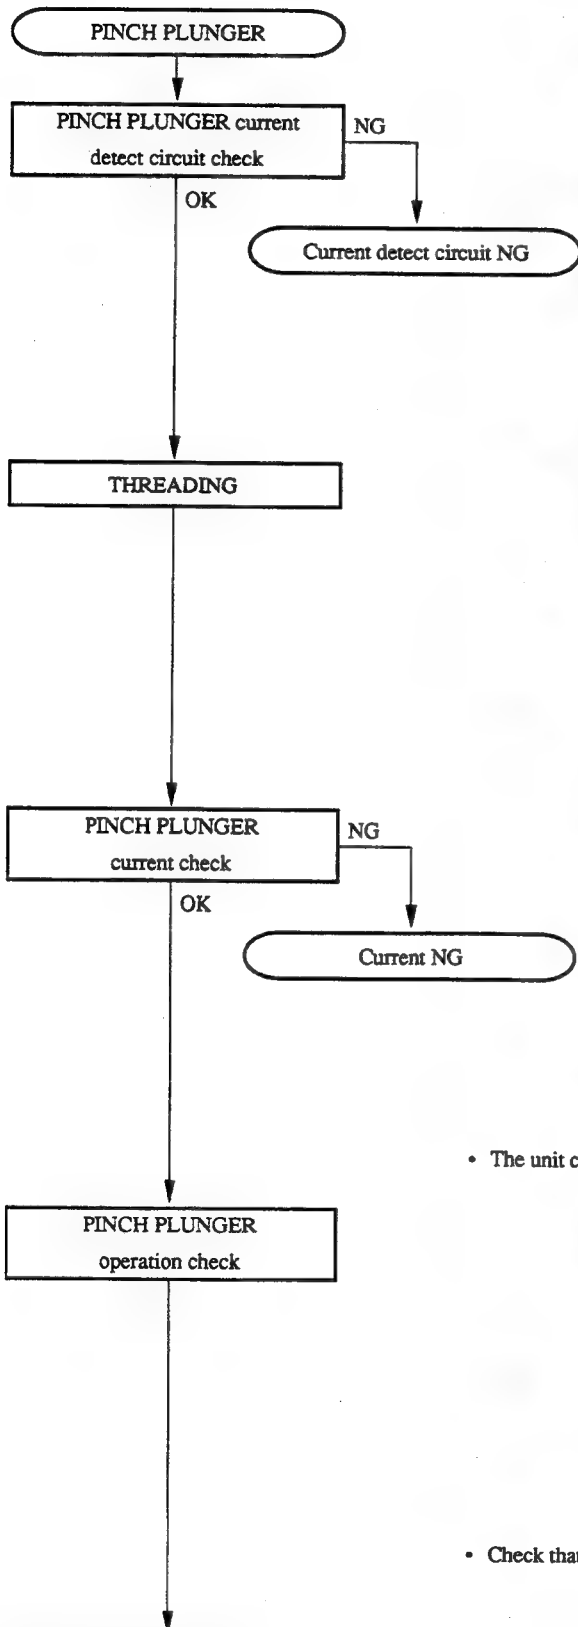 PINCH PLUNGER
PINCH PLUNGER current
detect circuit check
NG
OK
Current detect circuit NG
THREADING
PINCH PLUNGER
current check
NG
OK
Current NG
• The unit c
PINCH PLUNGER
operation check
• Check that